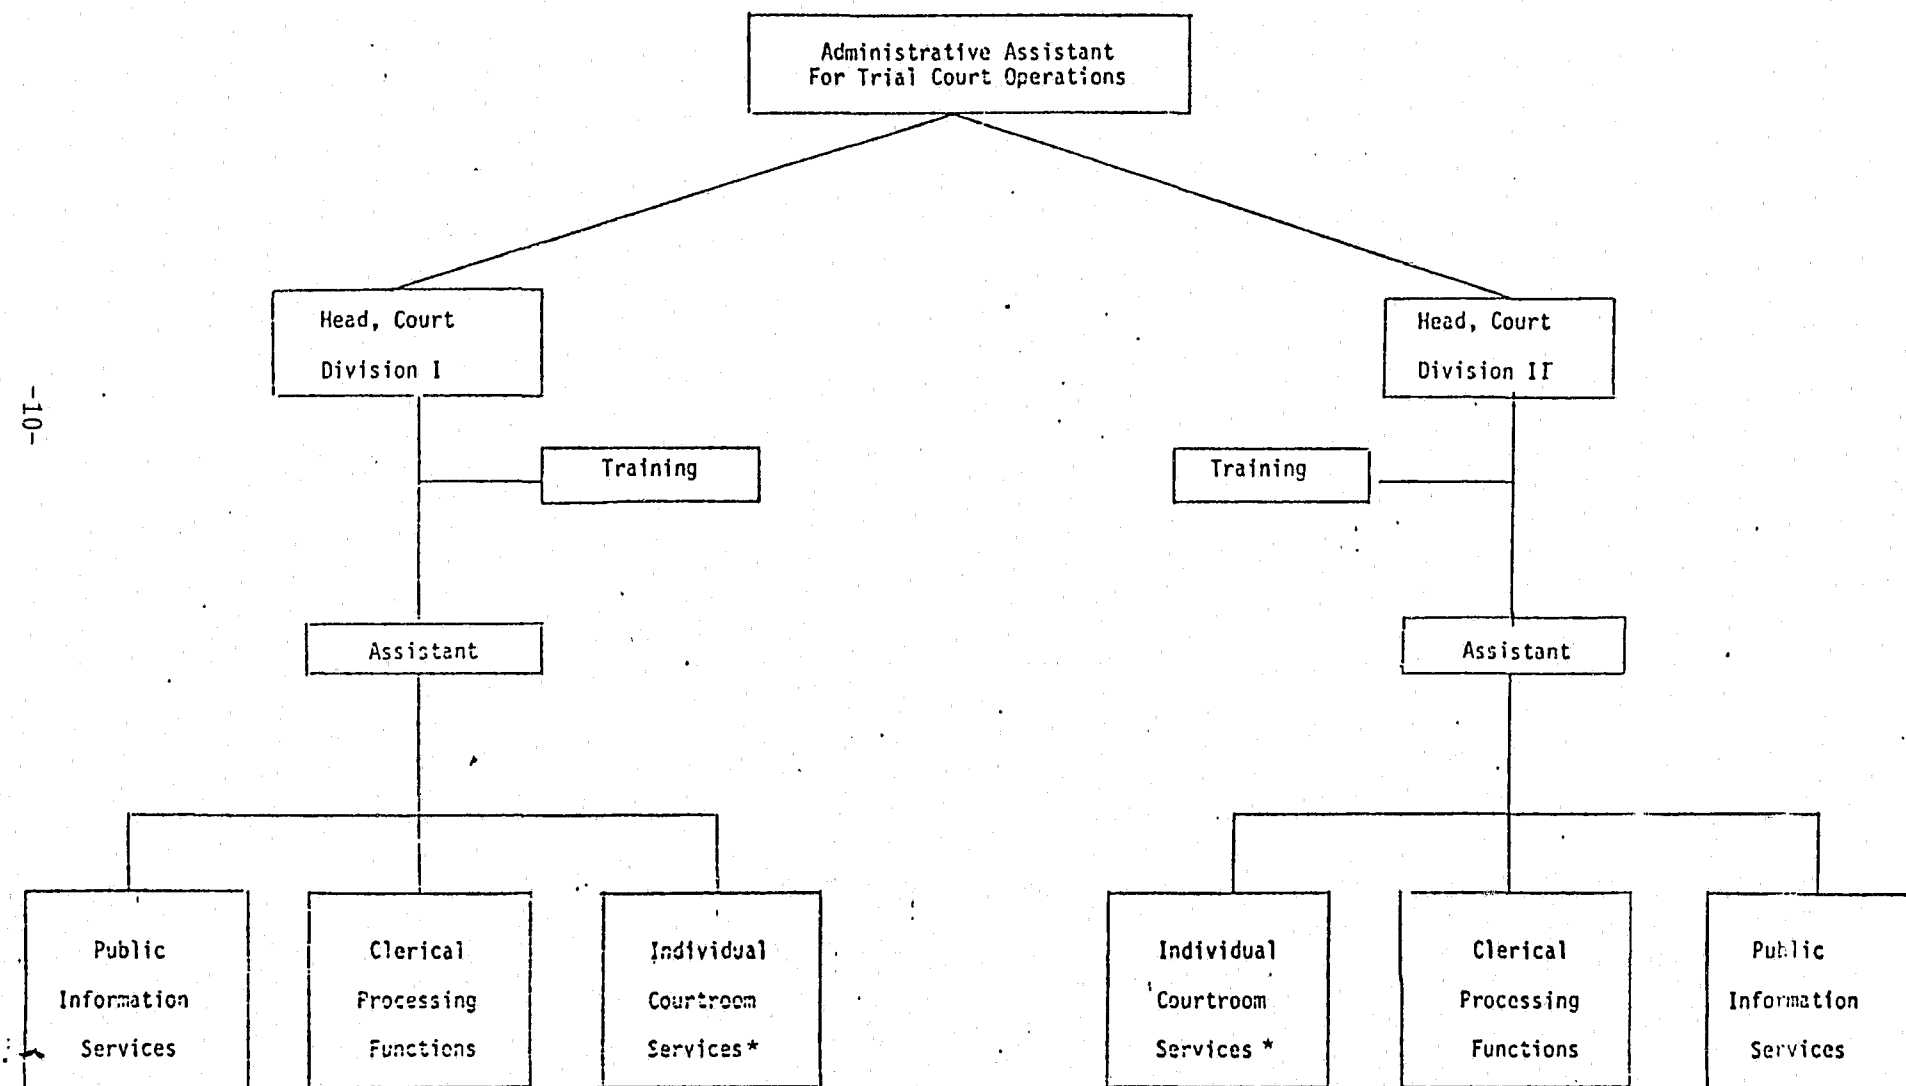 Administrative Assistant
For Trial Court Operations
Head, Court
Division I
Head, Court
Division II
-10-
Training
Training
Assistant
Assistant
Public
Information
Services
Clerical
Processing
Functions
Individual
Courtroom
Services*
Individual
Courtroom
Services *
Clerical
Processing
Functions
Public
Information
Services